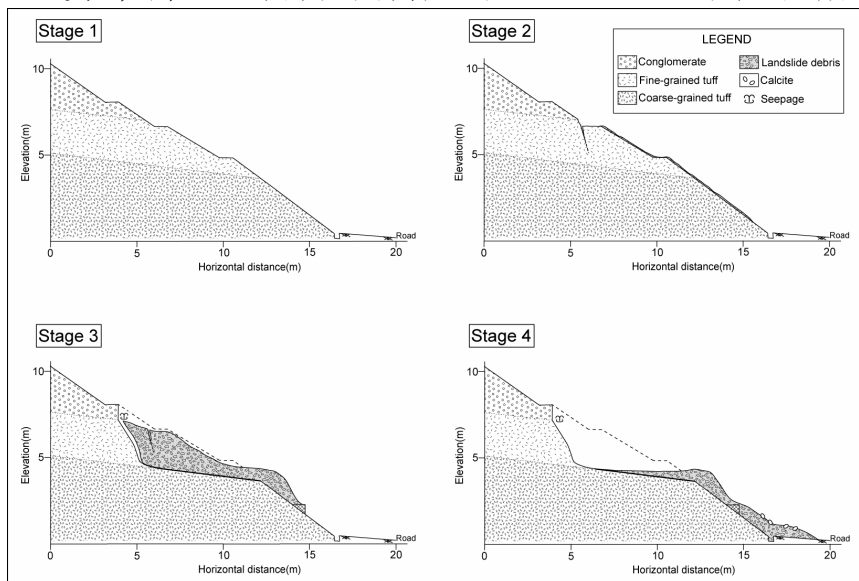 Stage 1
10
5
Elevation(m)
Road
0 5 10 15 20
Horizontal distance(m)
Stage 2
LEGEND
Conglomerate Landslide debris
Fine-grained tuff Calcite
Coarse-grained tuff Seepage
10
5
Elevation(m)
Road
0 5 10 15 20
Horizontal distance(m)
Stage 3
10
5
Elevation(m)
Road
0 5 10 15 20
Horizontal distance(m)
Stage 4
10
5
Elevation(m)
Road
0 5 10 15 20
Horizontal distance(m)